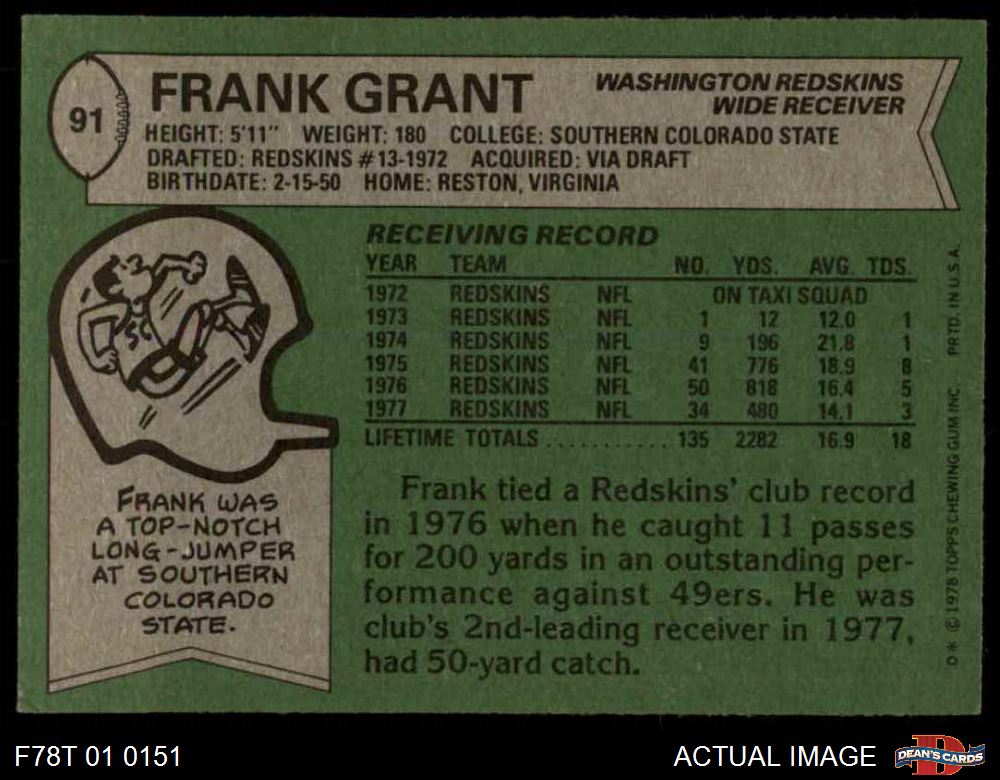 91
FRANK GRANT
WASHINGTON REDSKINS
WIDE RECEIVER
HEIGHT: 5'11" WEIGHT: 180 COLLEGE: SOUTHERN COLORADO STATE
DRAFTED: REDSKINS #13-1972 ACQUIRED: VIA DRAFT
BIRTHDATE: 2-15-50 HOME: RESTON, VIRGINIA
SC
FRANK WAS
A TOP-NOTCH
LONG-JUMPER
AT SOUTHERN
COLORADO
STATE.
RECEIVING RECORD
YEAR TEAM NO. YDS. AVG. TDS.
1972 REDSKINS NFL ON TAXI SQUAD
1973 REDSKINS NFL 1 12 12.0 1
1974 REDSKINS NFL 9 196 21.8 1
1975 REDSKINS NFL 41 776 18.9 8
1976 REDSKINS NFL 50 818 16.4 5
1977 REDSKINS NFL 34 480 14.1 3
LIFETIME TOTALS ........... 135 2282 16.9 18
Frank tied a Redskins' club record
in 1976 when he caught 11 passes
for 200 yards in an outstanding per-
formance against 49ers. He was
club's 2nd-leading receiver in 1977,
had 50-yard catch.
D* © 1978 TOPPS CHEWING GUM INC. PRTD. IN U.S.A.
F78T 01 0151
ACTUAL IMAGE
D
DEAN'S CARDS